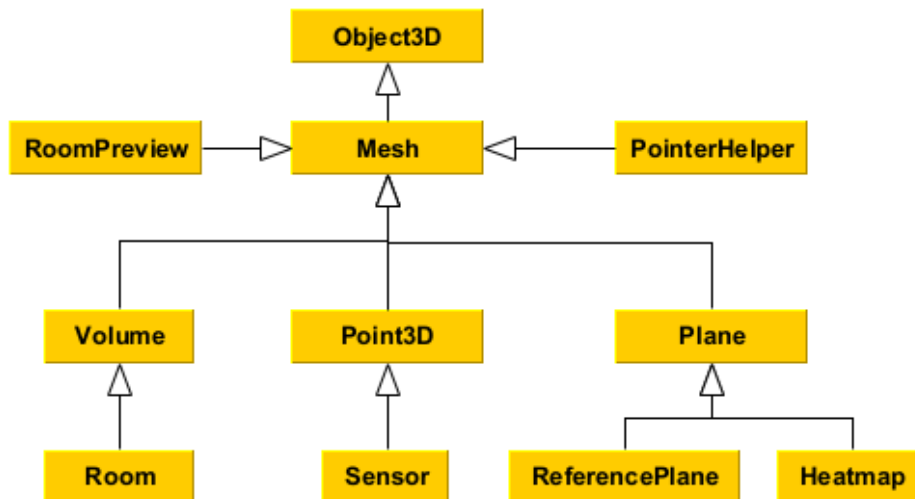 Object3D
RoomPreview
Mesh
PointerHelper
Volume
Point3D
Plane
Room
Sensor
ReferencePlane
Heatmap